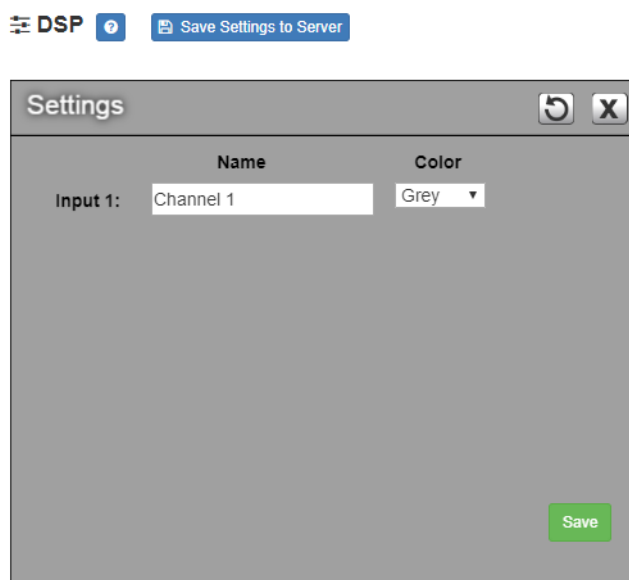 DSP ? Save Settings to Server
Settings X
Name Color
Input 1: Channel 1 Grey
Save